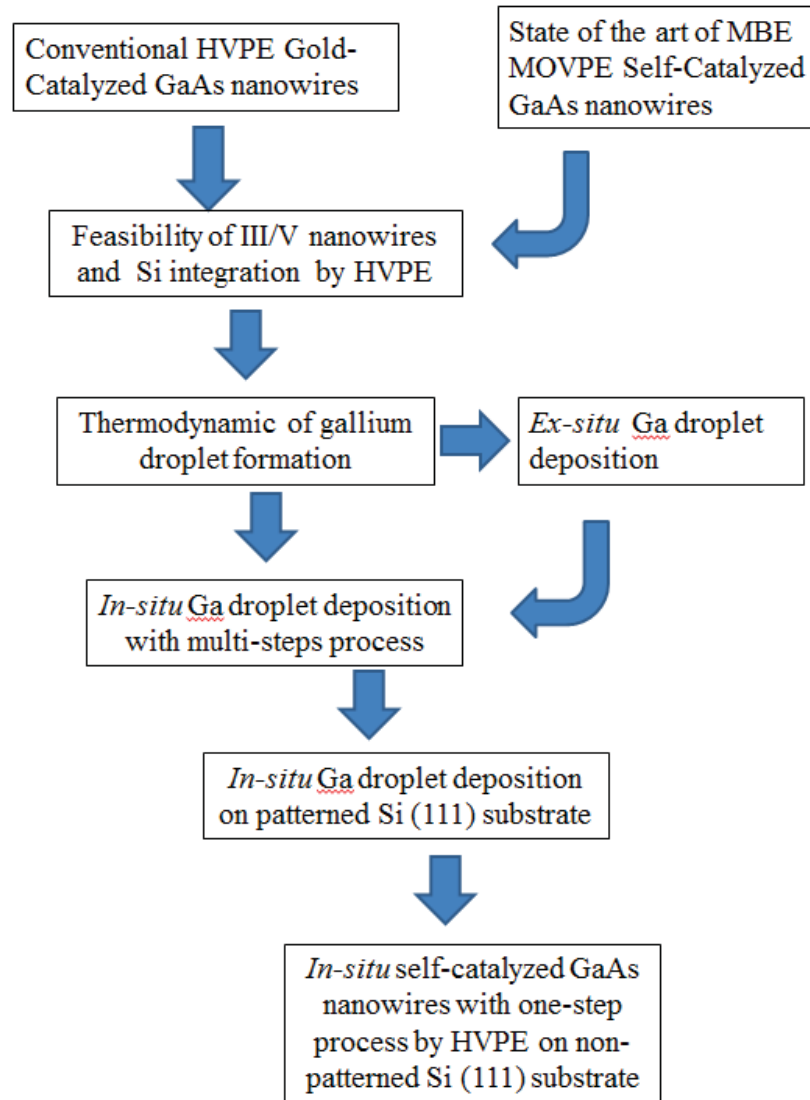 Conventional HVPE Gold-
Catalyzed GaAs nanowires
State of the art of MBE
MOVPE Self-Catalyzed
GaAs nanowires
Feasibility of III/V nanowires
and Si integration by HVPE
Thermodynamic of gallium
droplet formation
Ex-situ Ga droplet
deposition
In-situ Ga droplet deposition
with multi-steps process
In-situ Ga droplet deposition
on patterned Si (111) substrate
In-situ self-catalyzed GaAs
nanowires with one-step
process by HVPE on non-
patterned Si (111) substrate